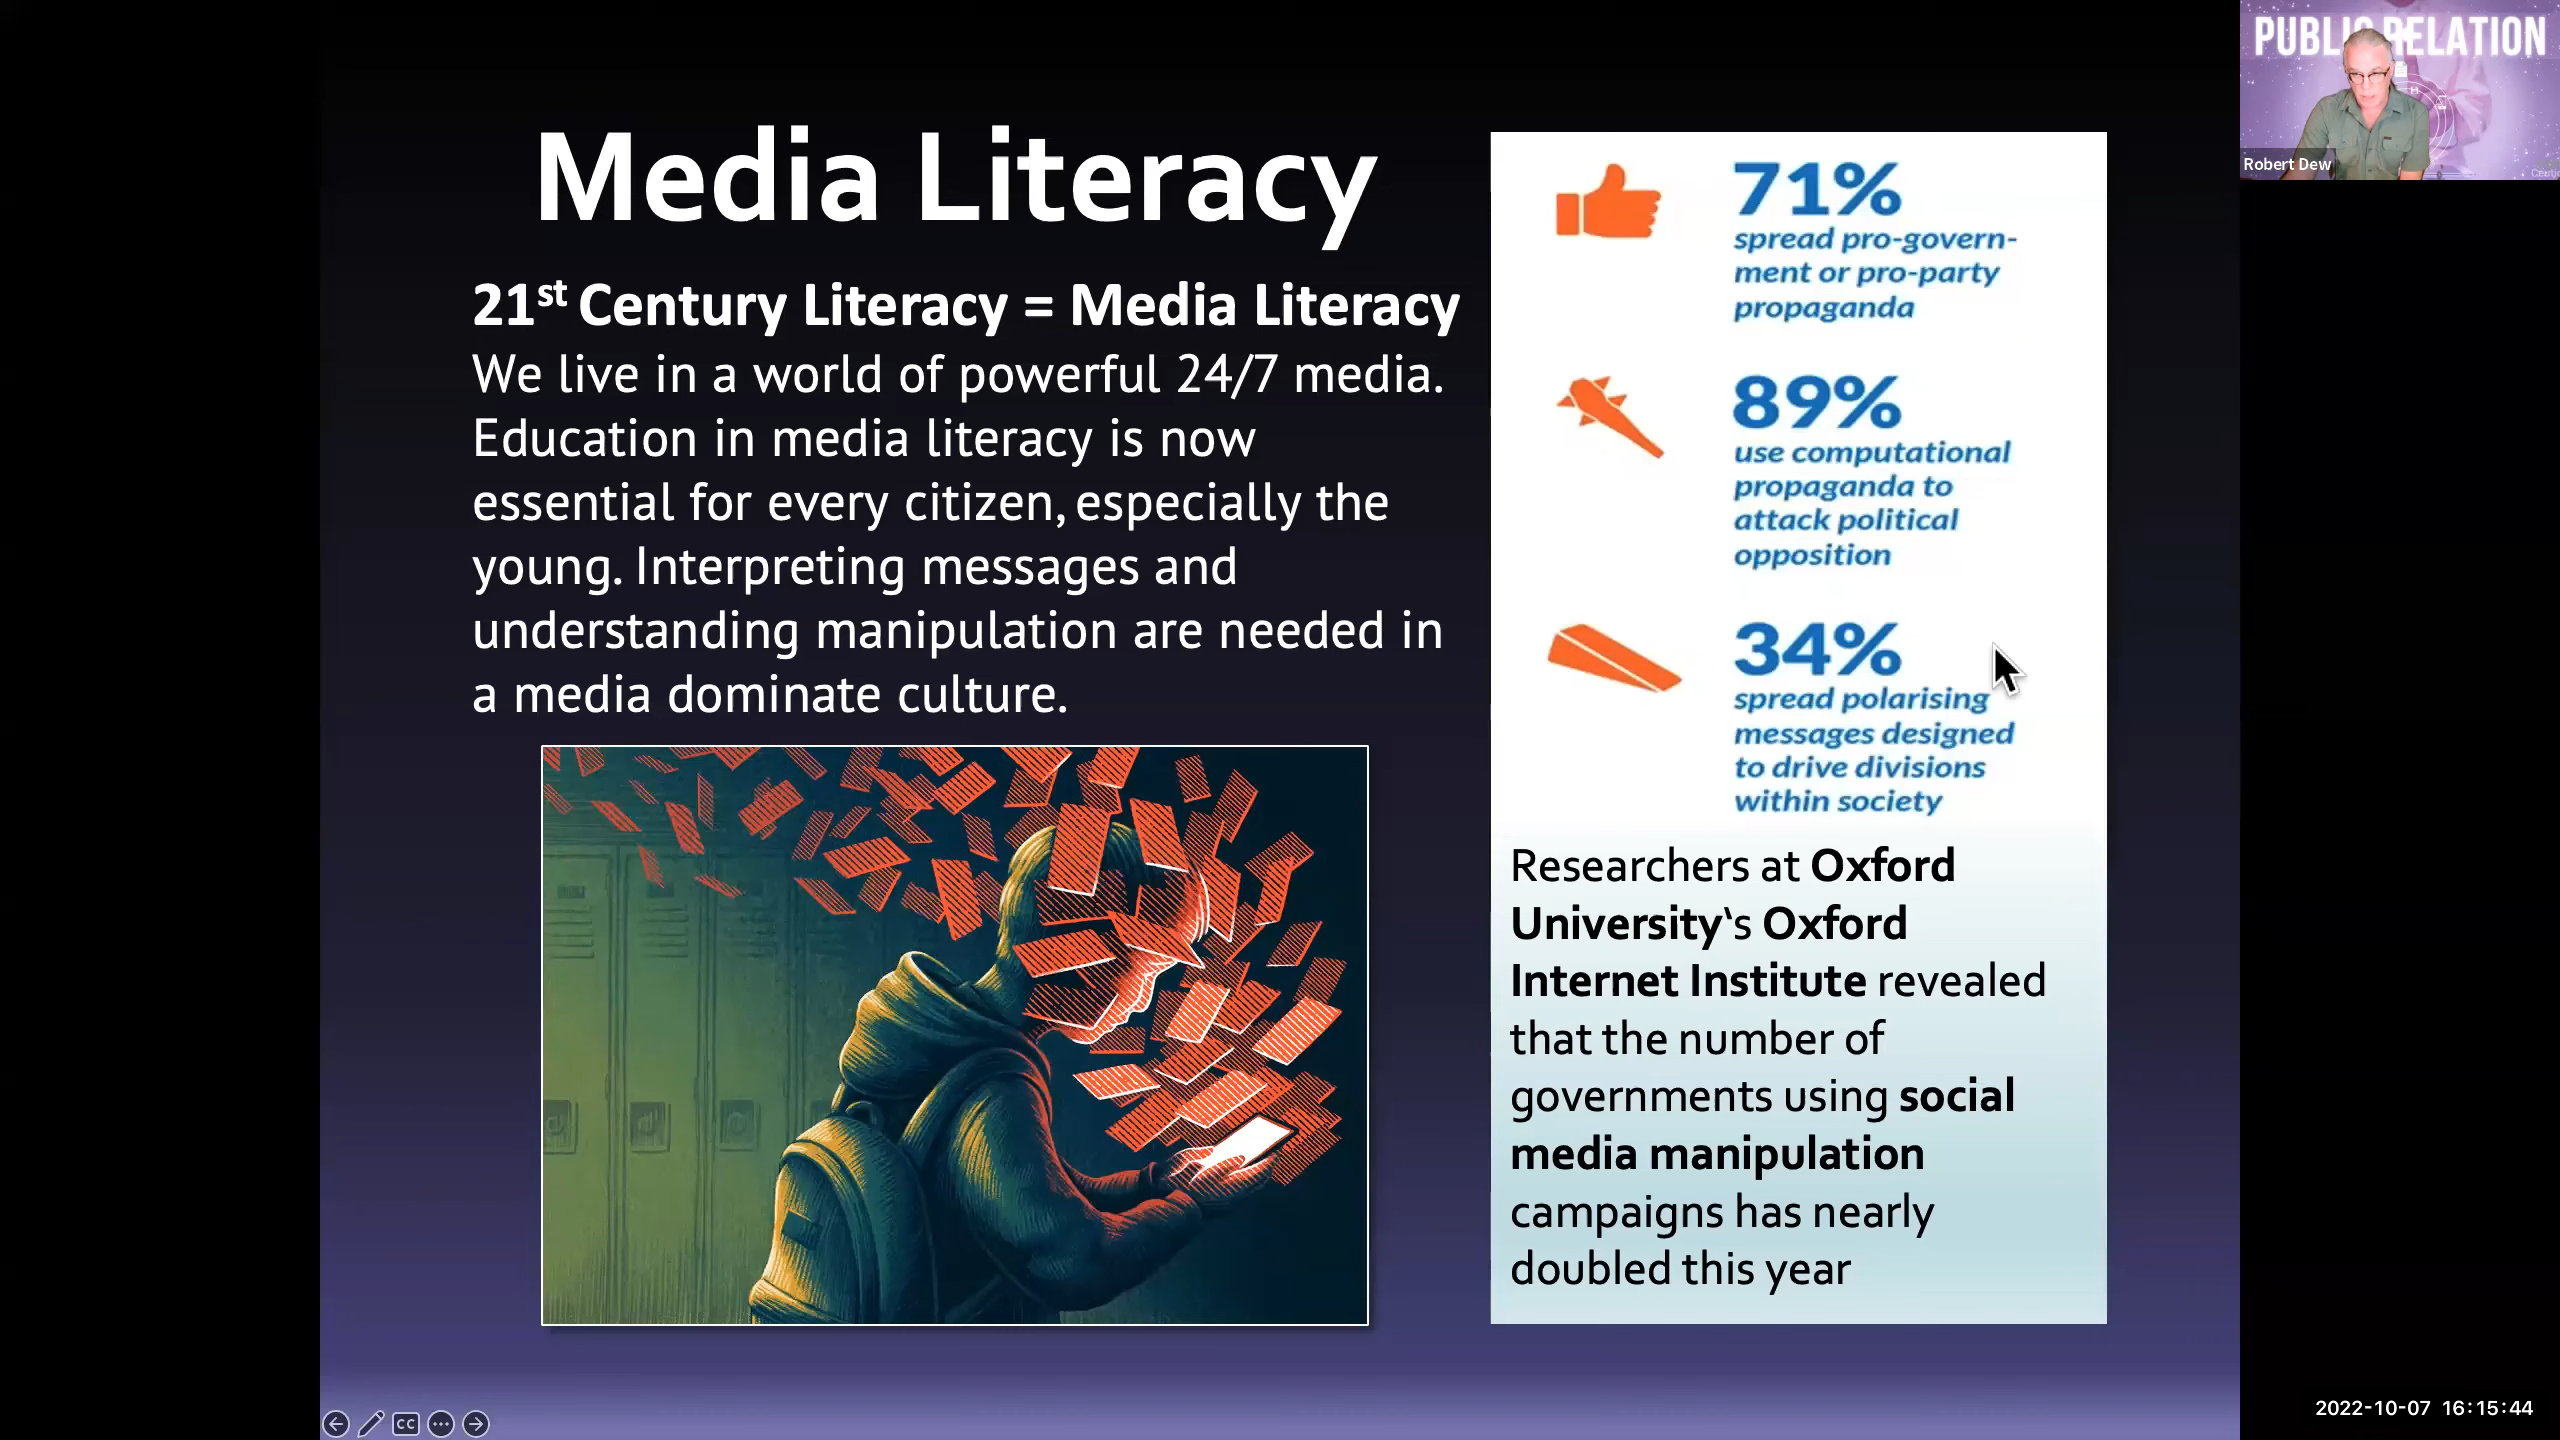 Media Literacy
21st Century Literacy = Media Literacy
We live in a world of powerful 24/7 media.
Education in media literacy is now
essential for every citizen, especially the
young. Interpreting messages and
understanding manipulation are needed in
a media dominate culture.
71%
spread pro-govern-
ment or pro-party
propaganda
89%
use computational
propaganda to
attack political
opposition
34%
spread polarising
messages designed
to drive divisions
within society
Researchers at Oxford
University‘s Oxford
Internet Institute revealed
that the number of
governments using social
media manipulation
campaigns has nearly
doubled this year
PUBLIC RELATION
Robert Dew
CC
2022-10-07 16:15:44